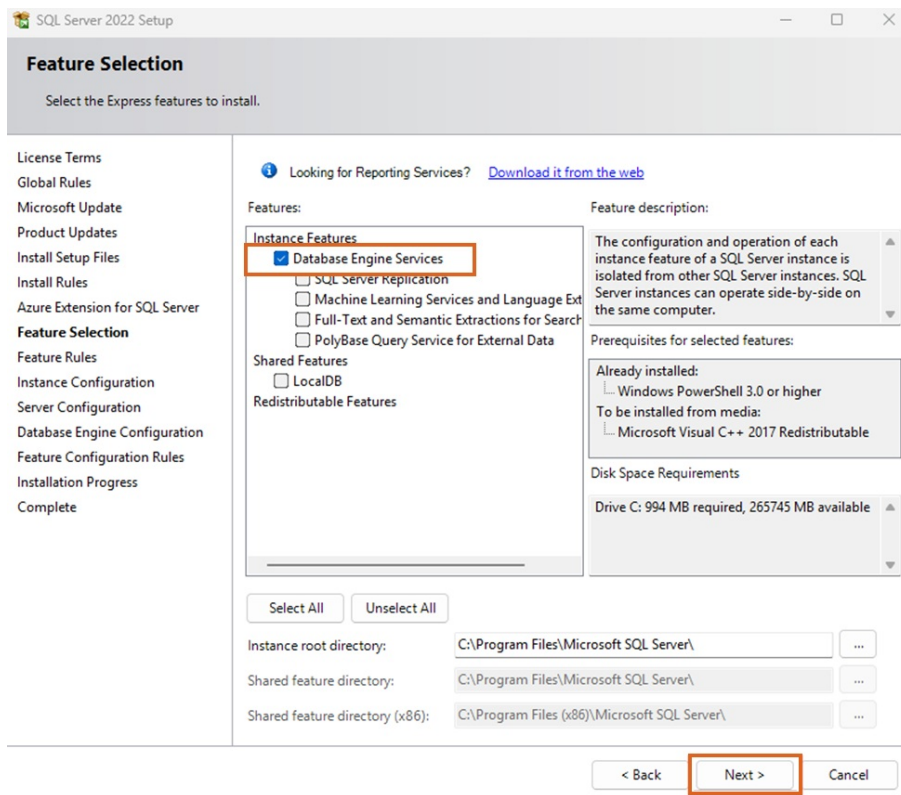 SQL Server 2022 Setup
Feature Selection
Select the Express features to install.
License Terms
Global Rules
Microsoft Update
Product Updates
Install Setup Files
Install Rules
Azure Extension for SQL Server
Feature Selection
Feature Rules
Instance Configuration
Server Configuration
Database Engine Configuration
Feature Configuration Rules
Installation Progress
Complete
Looking for Reporting Services? Download it from the web
Features:
Instance Features
Database Engine Services
SQL Server Replication
Machine Learning Services and Language Ext
Full-Text and Semantic Extractions for Search
PolyBase Query Service for External Data
Shared Features
LocalDB
Redistributable Features
Feature description:
The configuration and operation of each
instance feature of a SQL Server instance is
isolated from other SQL Server instances. SQL
Server instances can operate side-by-side on
the same computer.
Prerequisites for selected features:
Already installed:
Windows PowerShell 3.0 or higher
To be installed from media:
Microsoft Visual C++ 2017 Redistributable
Disk Space Requirements
Drive C: 994 MB required, 265745 MB available
Select All
Unselect All
Instance root directory: C:\Program Files\Microsoft SQL Server\ ...
Shared feature directory: C:\Program Files\Microsoft SQL Server\ ...
Shared feature directory (x86): C:\Program Files (x86)\Microsoft SQL Server\ ...
< Back
Next >
Cancel